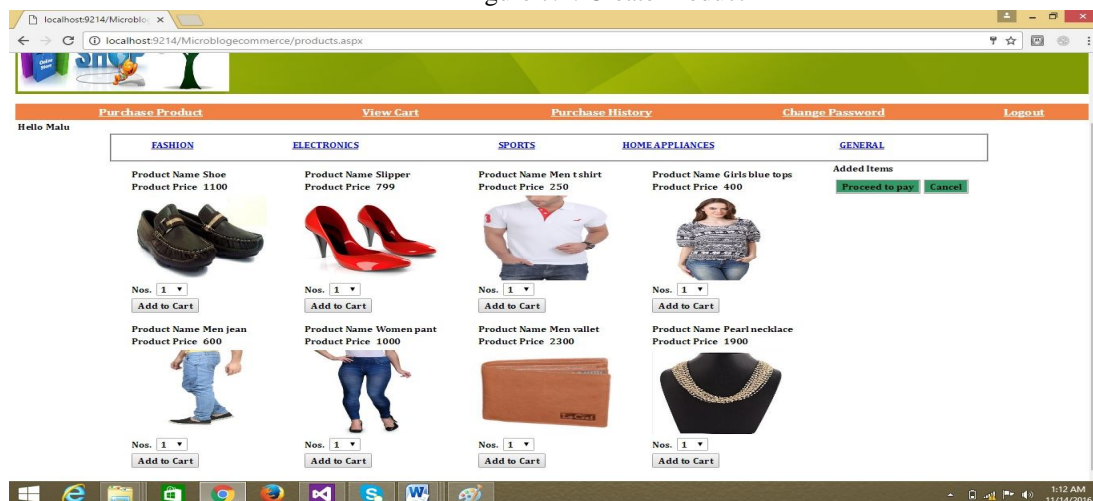 localhost:9214/Microblo
localhost:9214/Microblogecommerce/products.aspx
SHOP
Purchase Product View Cart Purchase History Change Password Logout
Hello Malu
FASHION ELECTRONICS SPORTS HOME APPLIANCES GENERAL
Added Items
Proceed to pay Cancel
Product Name Shoe Product Name Slipper Product Name Men t shirt Product Name Girls blue tops
Product Price 1100 Product Price 799 Product Price 250 Product Price 400
Nos. 1 Nos. 1 Nos. 1 Nos. 1
Add to Cart Add to Cart Add to Cart Add to Cart
Product Name Men jean Product Name Women pant Product Name Men vallet Product Name Pearl necklace
Product Price 600 Product Price 1000 Product Price 2300 Product Price 1900
Nos. 1 Nos. 1 Nos. 1 Nos. 1
Add to Cart Add to Cart Add to Cart Add to Cart
1:12 AM
11/14/2016